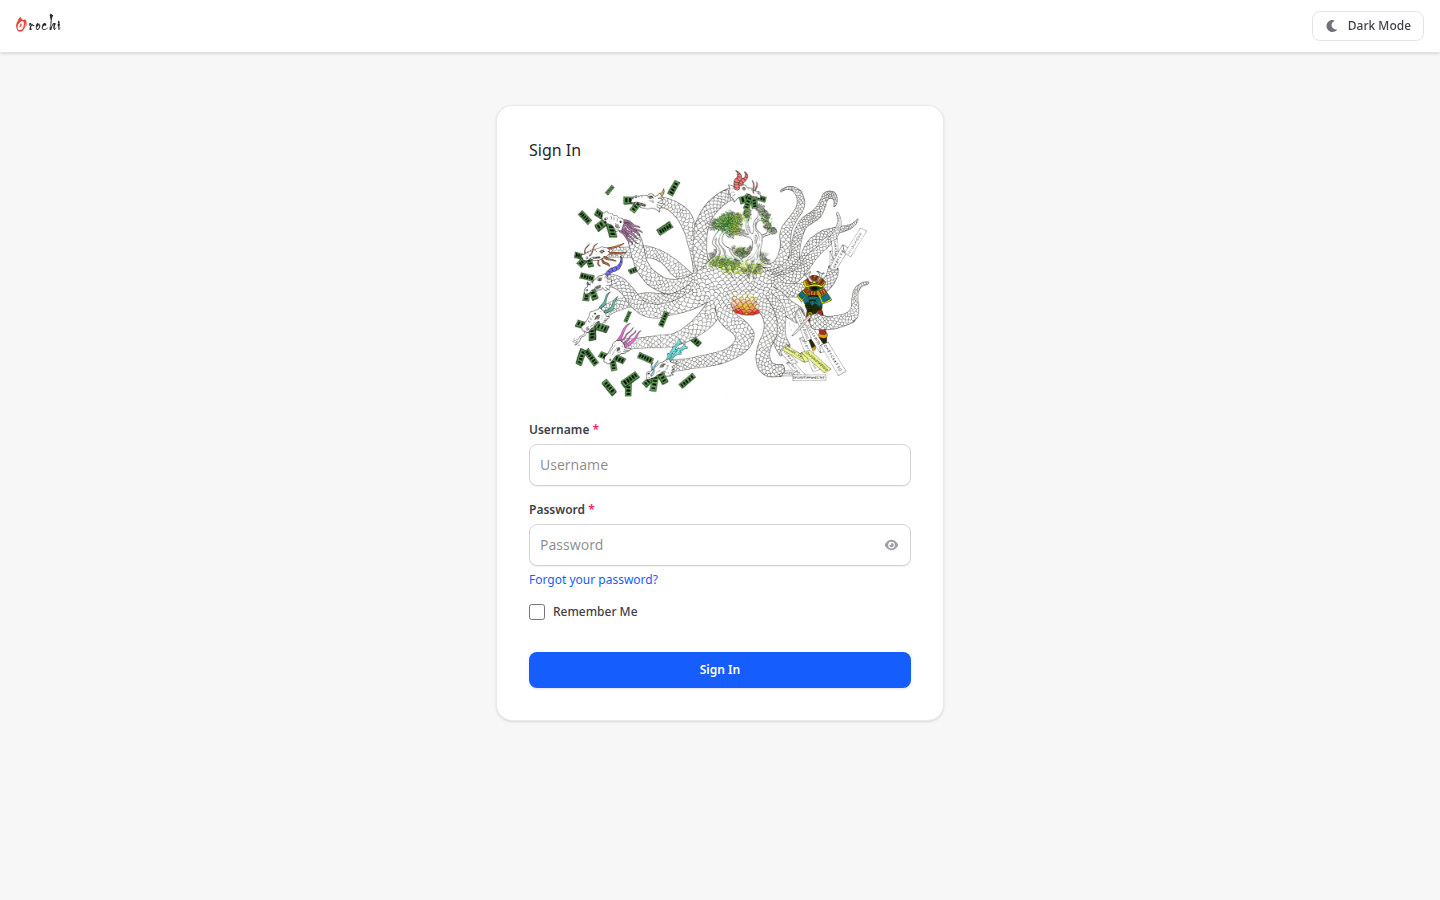 Orochi
Dark Mode
Sign In
Username *
Username
Password *
Password
Forgot your password?
Remember Me
Sign In